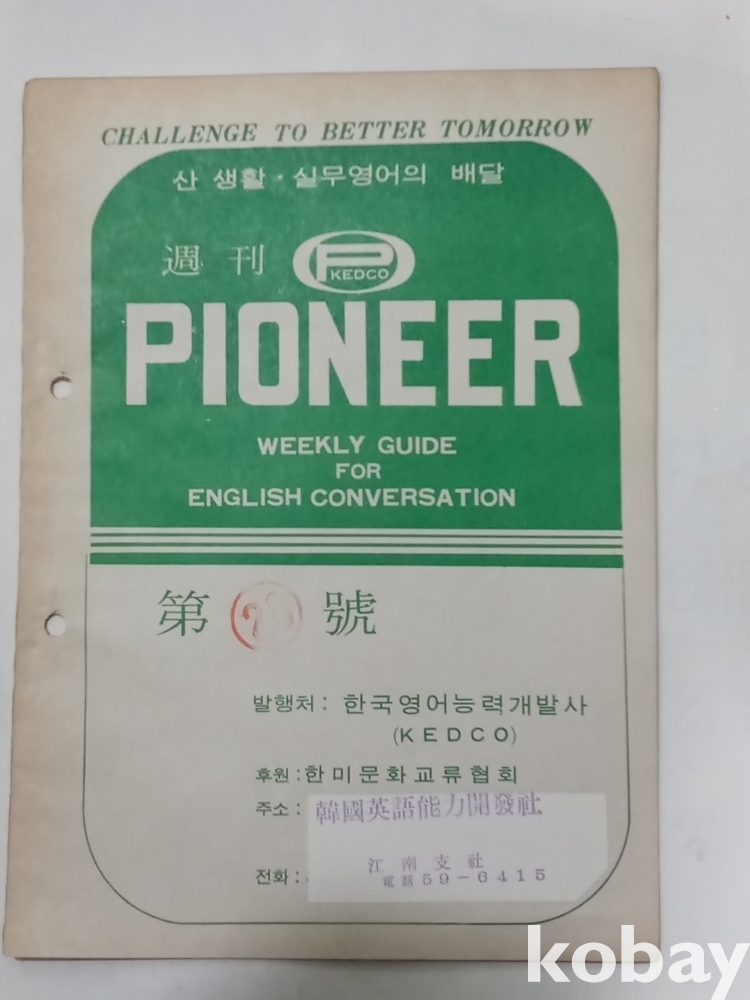 CHALLENGE TO BETTER TOMORROW
산 생활 · 실무영어의 배달
週刊 P KEDCO
PIONEER
WEEKLY GUIDE
FOR
ENGLISH CONVERSATION
第 號
발행처 : 한국영어능력개발사
(KEDCO)
후원 : 한미문화교류협회
주소 : 韓國英語能力開發社
江南支社
전화 : 電話 59-6415
kobay